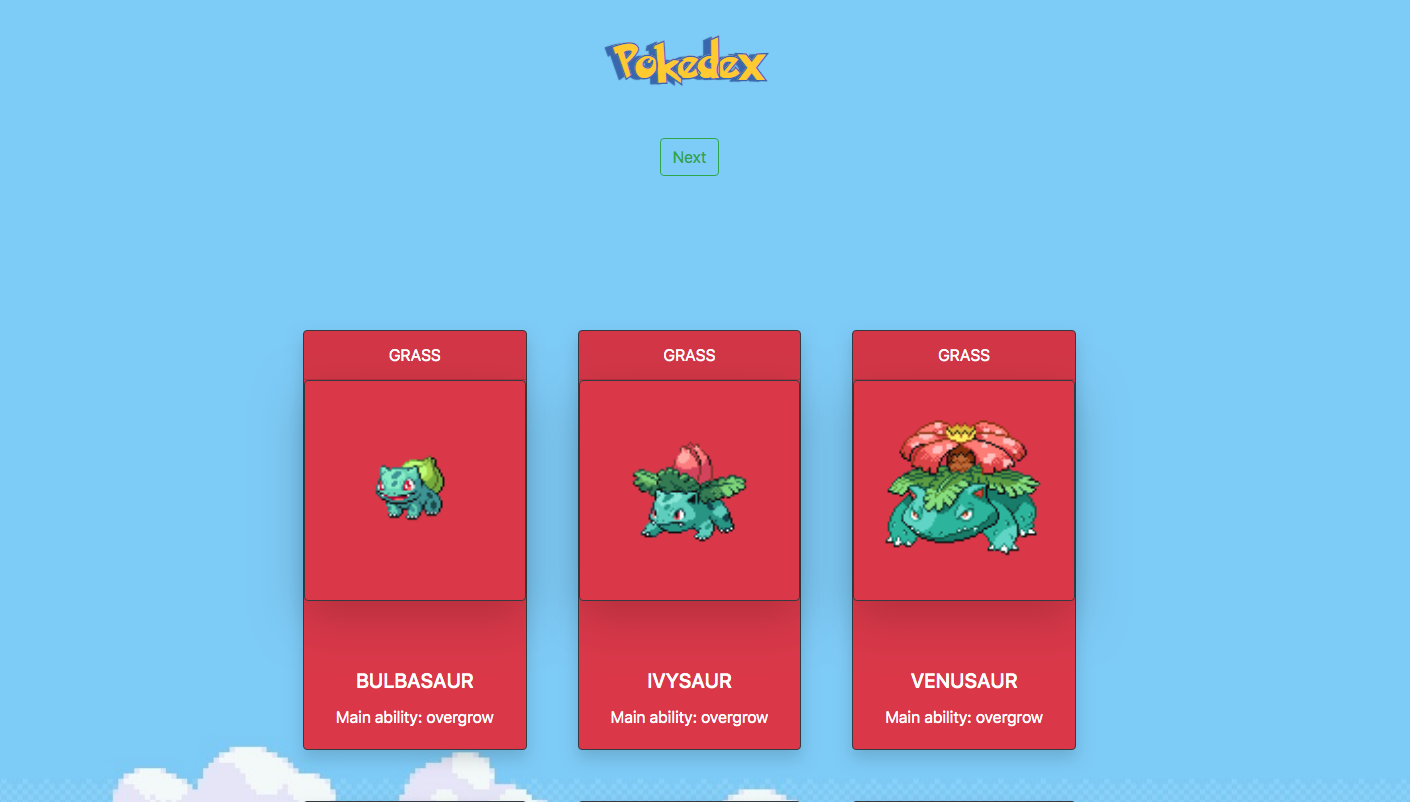 Pokedex
Next
GRASS
GRASS
GRASS
BULBASAUR
IVYSAUR
VENUSAUR
Main ability: overgrow
Main ability: overgrow
Main ability: overgrow